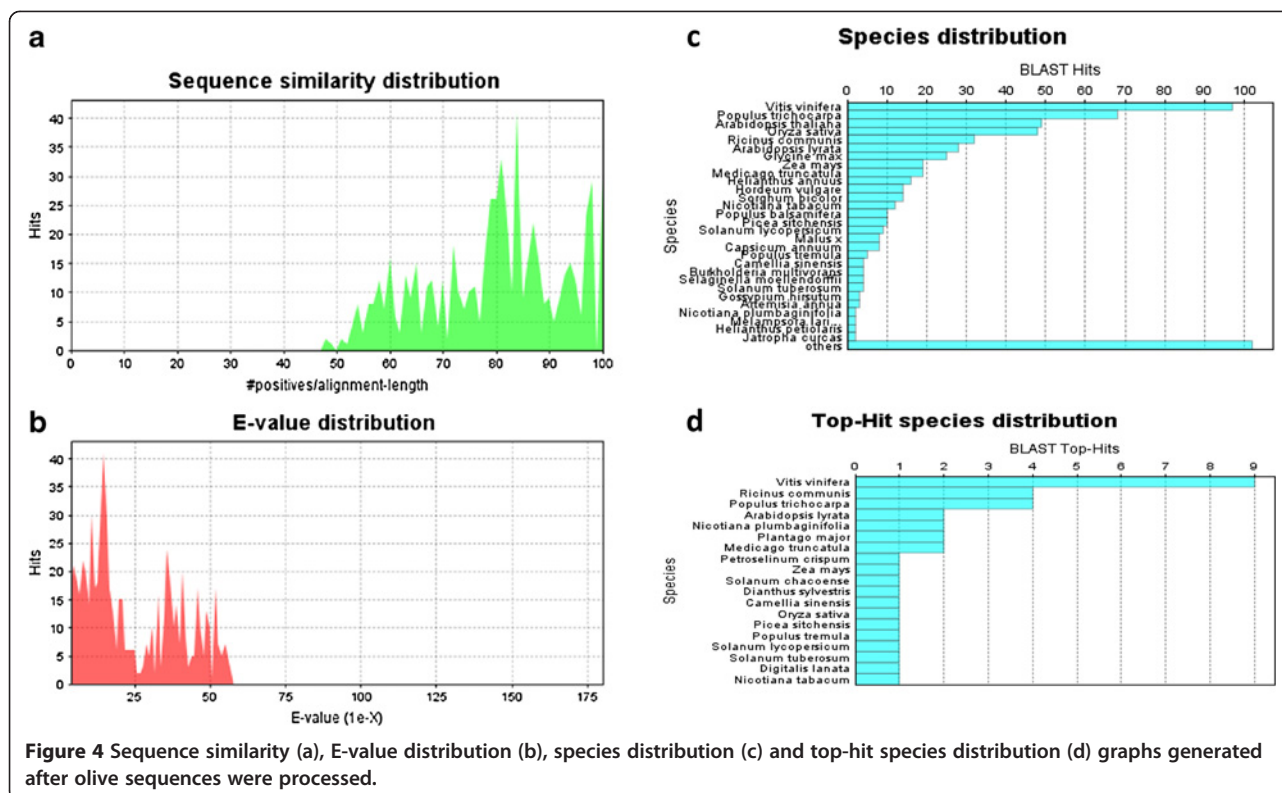 a
Sequence similarity distribution
Hits
40
35
30
25
20
15
10
5
0
0 10 20 30 40 50 60 70 80 90 100
#positives/alignment-length
b
E-value distribution
Hits
40
35
30
25
20
15
10
5
0
25 50 75 100 125 150 175
E-value (1e-X)
c
Species distribution
BLAST Hits
0 10 20 30 40 50 60 70 80 90 100
Species
Vitis vinifera
Populus trichocarpa
Arabidopsis thaliana
Oryza sativa
Ricinus communis
Arabidopsis lyrata
Glycine max
Zea mays
Medicago truncatula
Helianthus annuus
Hordeum vulgare
Sorghum bicolor
Nicotiana tabacum
Populus balsamifera
Picea sitchensis
Solanum lycopersicum
Malus x
Capsicum annuum
Populus tremula
Camellia sinensis
Burkholderia multivorans
Selaginella moellendorffii
Solanum tuberosum
Gossypium hirsutum
Artemisia annua
Nicotiana plumbaginifolia
Melampsora lari...
Helianthus petiolaris
Jatropha curcas
others
d
Top-Hit species distribution
BLAST Top-Hits
0 1 2 3 4 5 6 7 8 9
Species
Vitis vinifera
Ricinus communis
Populus trichocarpa
Arabidopsis lyrata
Nicotiana plumbaginifolia
Plantago major
Medicago truncatula
Petroselinum crispum
Zea mays
Solanum chacoense
Dianthus sylvestris
Camellia sinensis
Oryza sativa
Picea sitchensis
Populus tremula
Solanum lycopersicum
Solanum tuberosum
Digitalis lanata
Nicotiana tabacum
Figure 4 Sequence similarity (a), E-value distribution (b), species distribution (c) and top-hit species distribution (d) graphs generated
after olive sequences were processed.